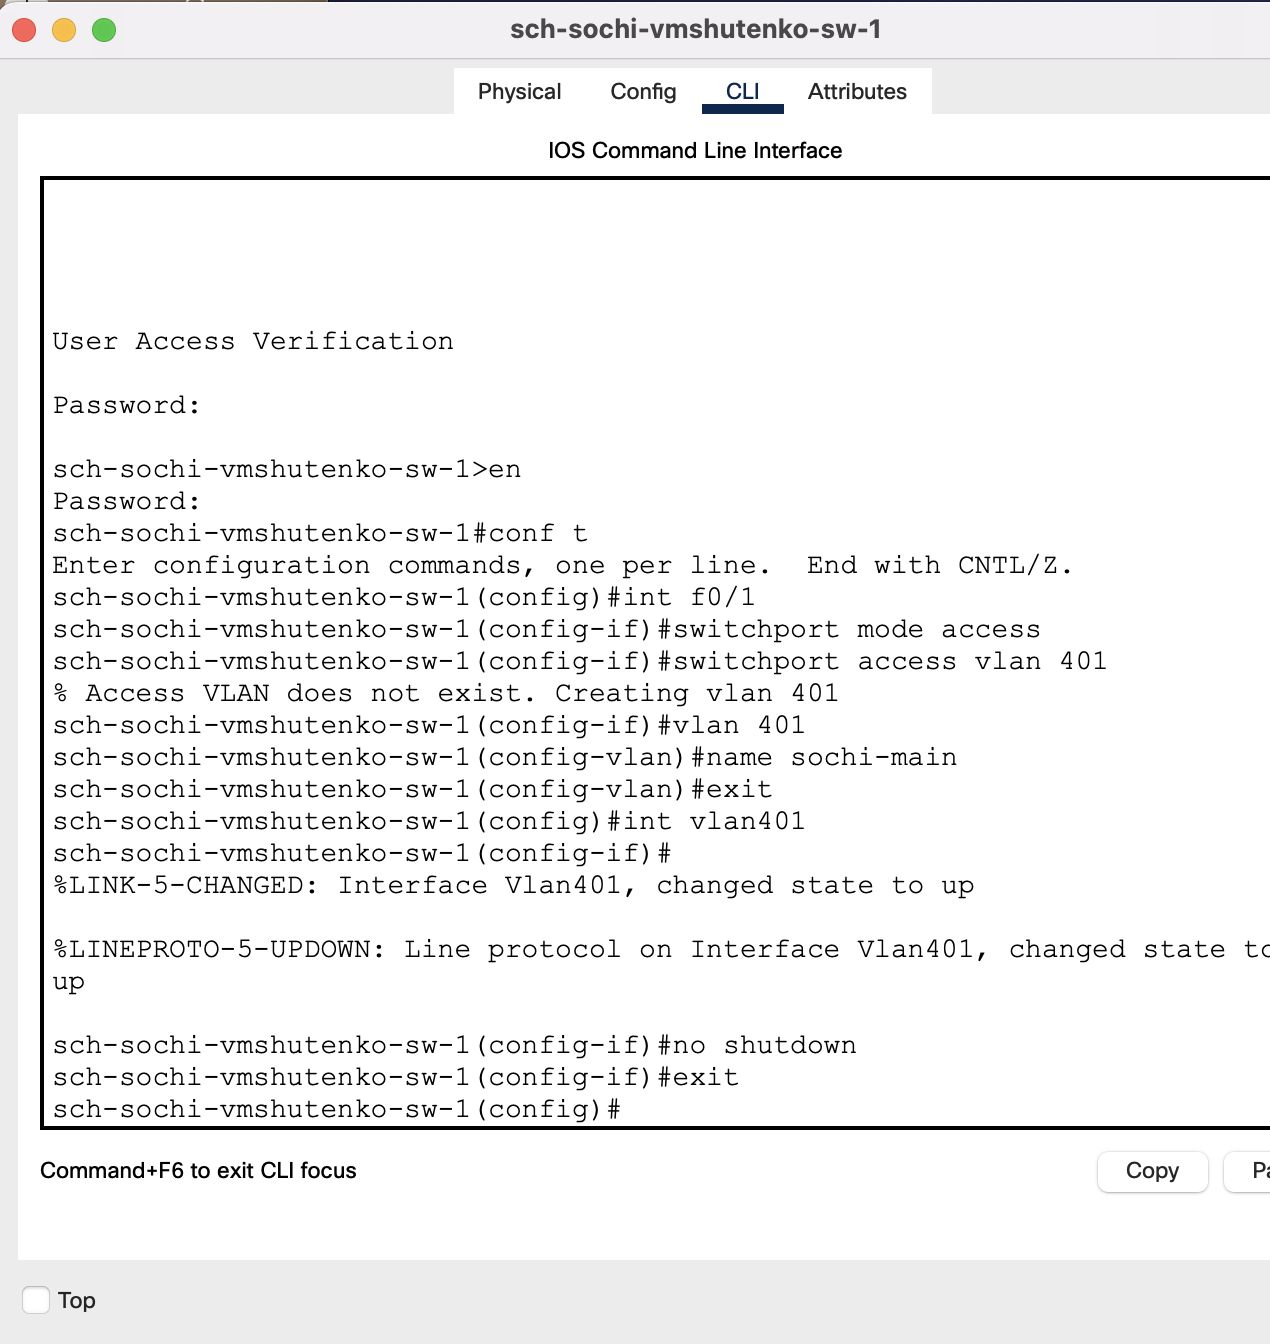 sch-sochi-vmshutenko-sw-1
Physical Config CLI Attributes
IOS Command Line Interface
User Access Verification
Password:
sch-sochi-vmshutenko-sw-1>en
Password:
sch-sochi-vmshutenko-sw-1#conf t
Enter configuration commands, one per line.  End with CNTL/Z.
sch-sochi-vmshutenko-sw-1(config)#int f0/1
sch-sochi-vmshutenko-sw-1(config-if)#switchport mode access
sch-sochi-vmshutenko-sw-1(config-if)#switchport access vlan 401
% Access VLAN does not exist. Creating vlan 401
sch-sochi-vmshutenko-sw-1(config-if)#vlan 401
sch-sochi-vmshutenko-sw-1(config-vlan)#name sochi-main
sch-sochi-vmshutenko-sw-1(config-vlan)#exit
sch-sochi-vmshutenko-sw-1(config)#int vlan401
sch-sochi-vmshutenko-sw-1(config-if)#
%LINK-5-CHANGED: Interface Vlan401, changed state to up
%LINEPROTO-5-UPDOWN: Line protocol on Interface Vlan401, changed state to
up
sch-sochi-vmshutenko-sw-1(config-if)#no shutdown
sch-sochi-vmshutenko-sw-1(config-if)#exit
sch-sochi-vmshutenko-sw-1(config)#
Command+F6 to exit CLI focus
Copy
Top